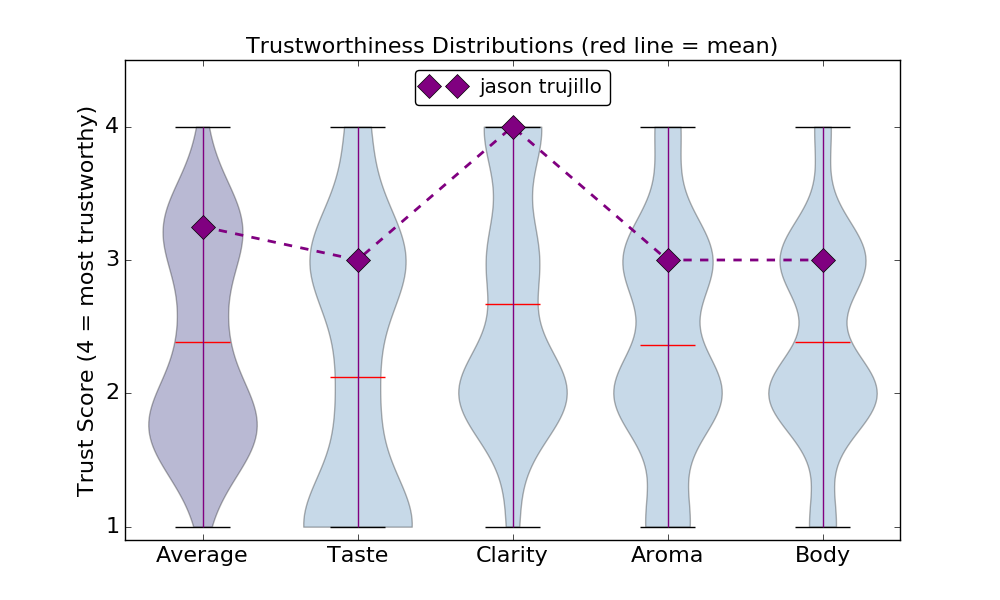 Trustworthiness Distributions (red line = mean)
jason trujillo
Trust Score (4 = most trustworthy)
4
3
2
1
Average Taste Clarity Aroma Body